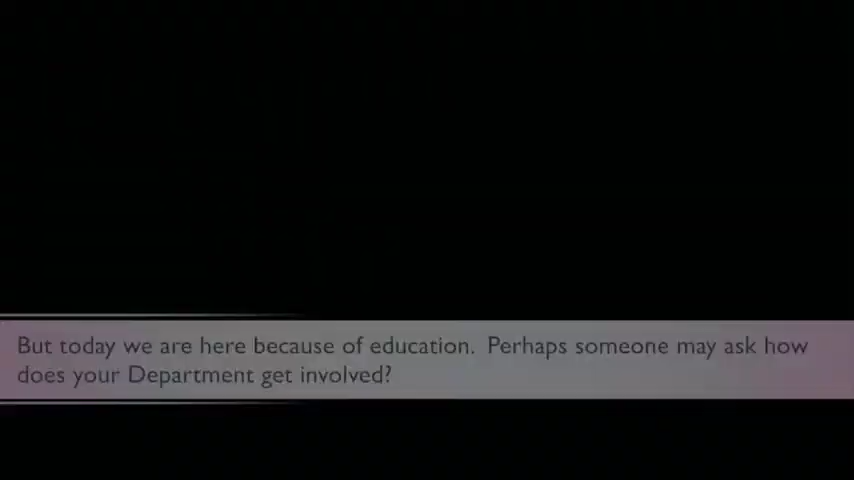 But today we are here because of education. Perhaps someone may ask how
does your Department get involved?